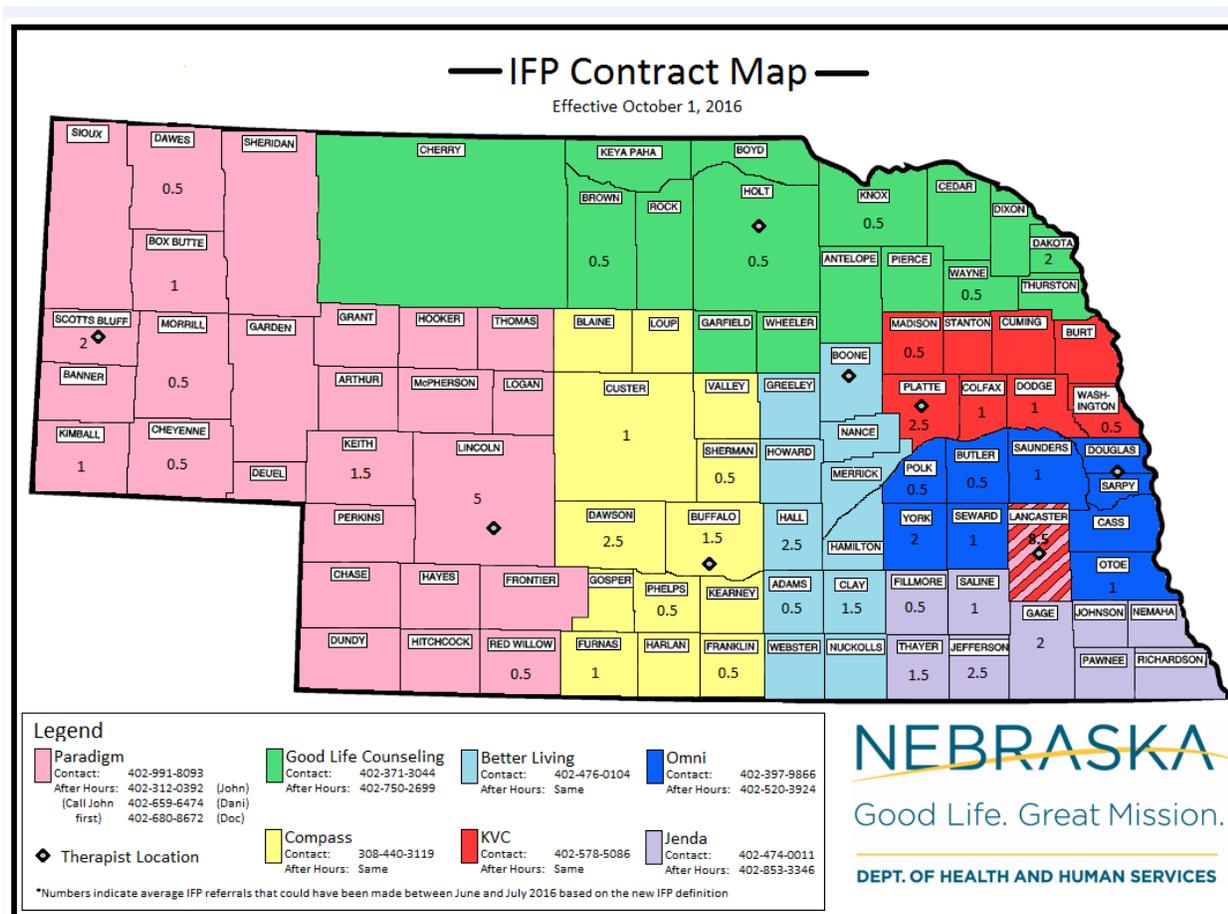 IFP Contract Map
Effective October 1, 2016
SIOUX
DAWES
0.5
SHERIDAN
CHERRY
KEYA PAHA
BOYD
BROWN
0.5
ROCK
HOLT
0.5
KNOX
0.5
CEDAR
DIXON
DAKOTA
2
BOX BUTTE
1
ANTELOPE
PIERCE
WAYNE
0.5
THURSTON
SCOTTS BLUFF
2
MORRILL
0.5
GARDEN
GRANT
HOOKER
THOMAS
BLAINE
LOUP
GARFIELD
WHEELER
MADISON
0.5
STANTON
CUMING
BURT
BOONE
BANNER
ARTHUR
McPHERSON
LOGAN
CUSTER
1
VALLEY
GREELEY
PLATTE
2.5
COLFAX
1
DODGE
1
WASH-
INGTON
0.5
NANCE
KIMBALL
1
CHEYENNE
0.5
DEUEL
KEITH
1.5
LINCOLN
5
SHERMAN
0.5
HOWARD
MERRICK
POLK
0.5
BUTLER
0.5
SAUNDERS
1
DOUGLAS
SARPY
PERKINS
DAWSON
2.5
BUFFALO
1.5
HALL
2.5
HAMILTON
YORK
2
SEWARD
1
LANCASTER
8.5
CASS
OTOE
1
CHASE
HAYES
FRONTIER
GOSPER
PHELPS
0.5
KEARNEY
ADAMS
0.5
CLAY
1.5
FILLMORE
0.5
SALINE
1
GAGE
2
JOHNSON
NEMAHA
DUNDY
HITCHCOCK
RED WILLOW
0.5
FURNAS
1
HARLAN
FRANKLIN
0.5
WEBSTER
NUCKOLLS
THAYER
1.5
JEFFERSON
2.5
PAWNEE
RICHARDSON
Legend
Paradigm
Contact: 402-991-8093
After Hours: 402-312-0392 (John)
(Call John 402-659-6474 (Dani)
first) 402-680-8672 (Doc)
Good Life Counseling
Contact: 402-371-3044
After Hours: 402-750-2699
Better Living
Contact: 402-476-0104
After Hours: Same
Omni
Contact: 402-397-9866
After Hours: 402-520-3924
Therapist Location
Compass
Contact: 308-440-3119
After Hours: Same
KVC
Contact: 402-578-5086
After Hours: Same
Jenda
Contact: 402-474-0011
After Hours: 402-853-3346
*Numbers indicate average IFP referrals that could have been made between June and July 2016 based on the new IFP definition
NEBRASKA
Good Life. Great Mission.
DEPT. OF HEALTH AND HUMAN SERVICES